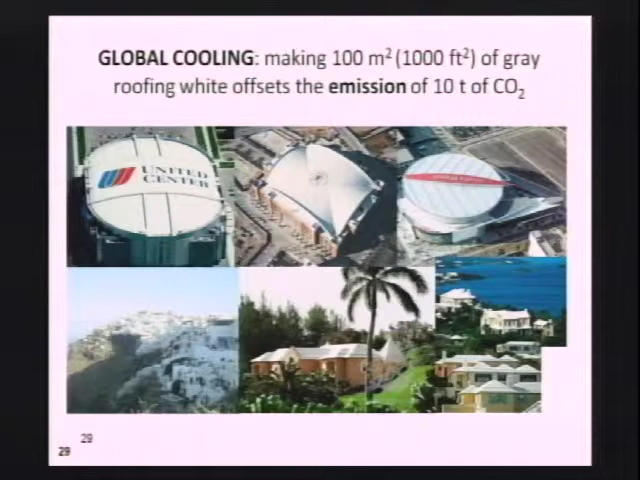 GLOBAL COOLING: making 100 m² (1000 ft²) of gray
roofing white offsets the emission of 10 t of CO₂
UNITED
CENTER
29
29